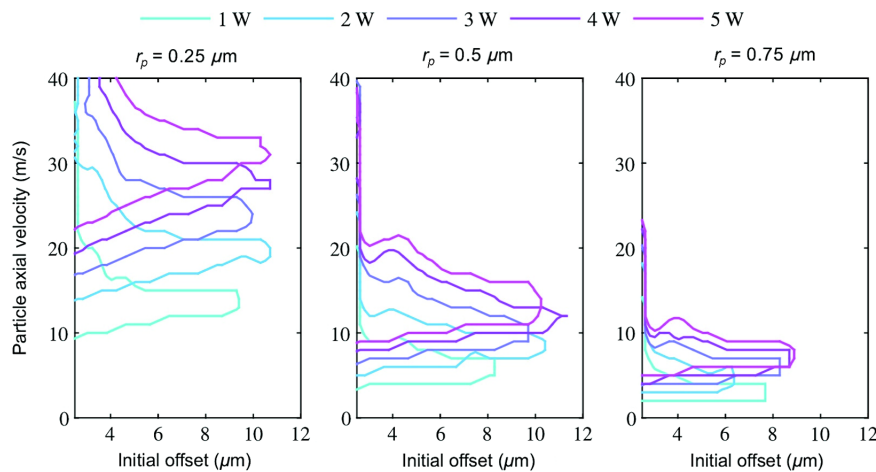 1 W 2 W 3 W 4 W 5 W
r_p = 0.25 µm r_p = 0.5 µm r_p = 0.75 µm
Particle axial velocity (m/s)
40 40 40
30 30 30
20 20 20
10 10 10
0 0 0
4 6 8 10 12 4 6 8 10 12 4 6 8 10 12
Initial offset (µm) Initial offset (µm) Initial offset (µm)